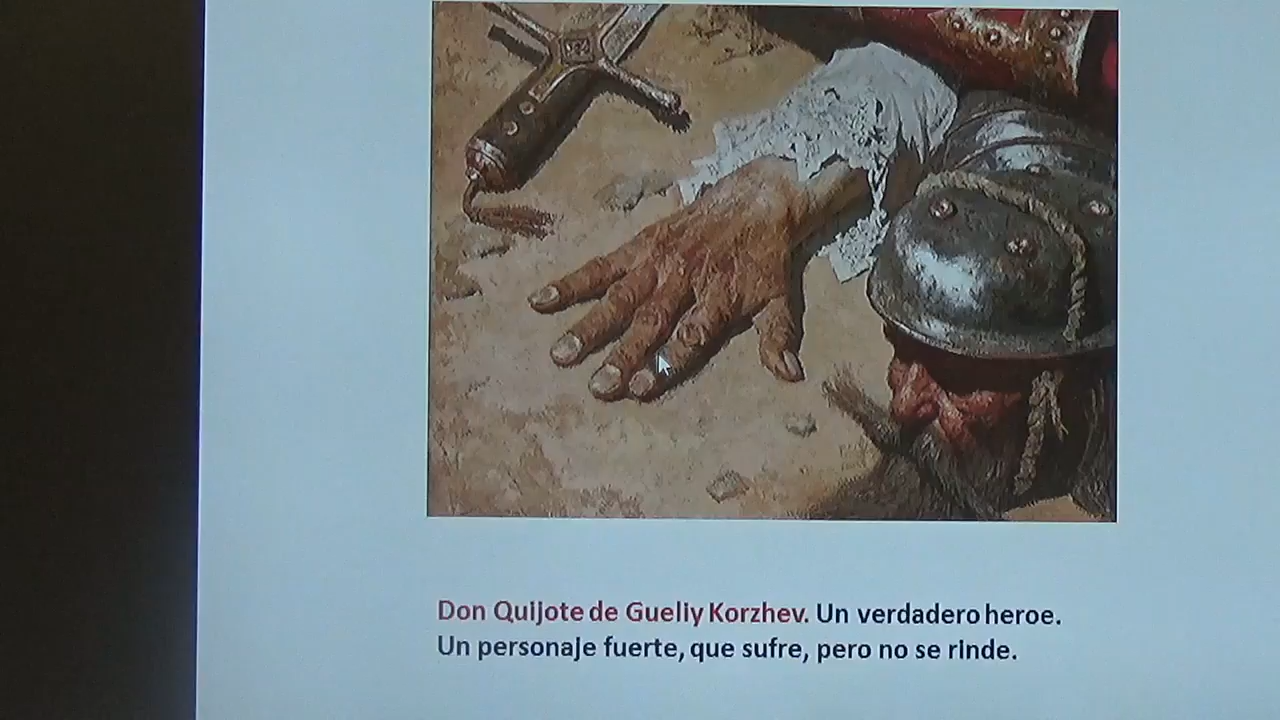 Don Quijote de Gueliy Korzhev. Un verdadero heroe.
Un personaje fuerte, que sufre, pero no se rinde.